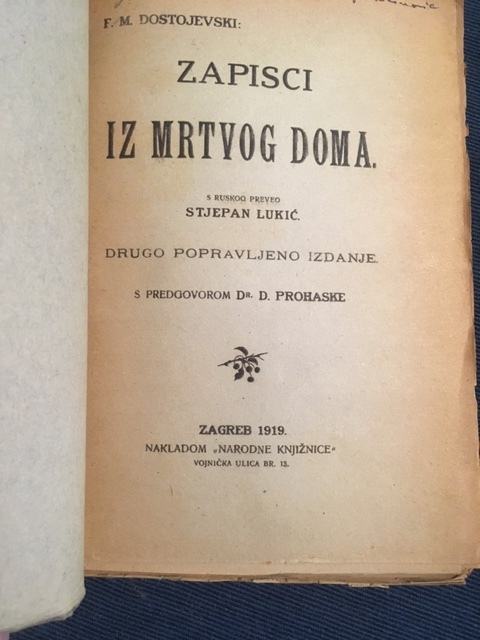 F. M. DOSTOJEVSKI:
ZAPISCI
IZ MRTVOG DOMA.
S RUSKOG PREVEO
STJEPAN LUKIĆ.
DRUGO POPRAVLJENO IZDANJE.
S PREDGOVOROM DR. D. PROHASKE
ZAGREB 1919.
NAKLADOM „NARODNE KNJIŽNICE“
VOJNIČKA ULICA BR. 13.